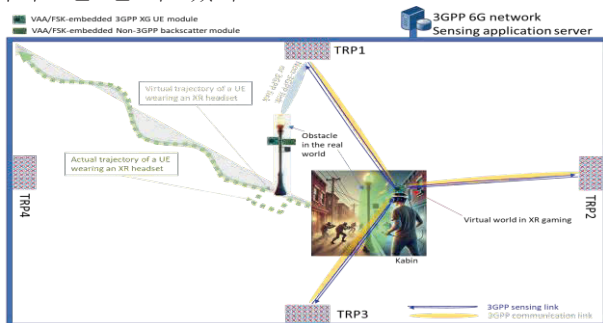 VAA/FSK-embedded 3GPP XG UE module
VAA/FSK-embedded Non-3GPP backscatter module
3GPP 6G network
Sensing application server
TRP1
Virtual trajectory of a UE
wearing an XR headset
Obstacle
in the real
world
Actual trajectory of a UE
wearing an XR headset
TRP4
TRP2
Virtual world in XR gaming
Kabin
TRP3
3GPP sensing link
3GPP communication link